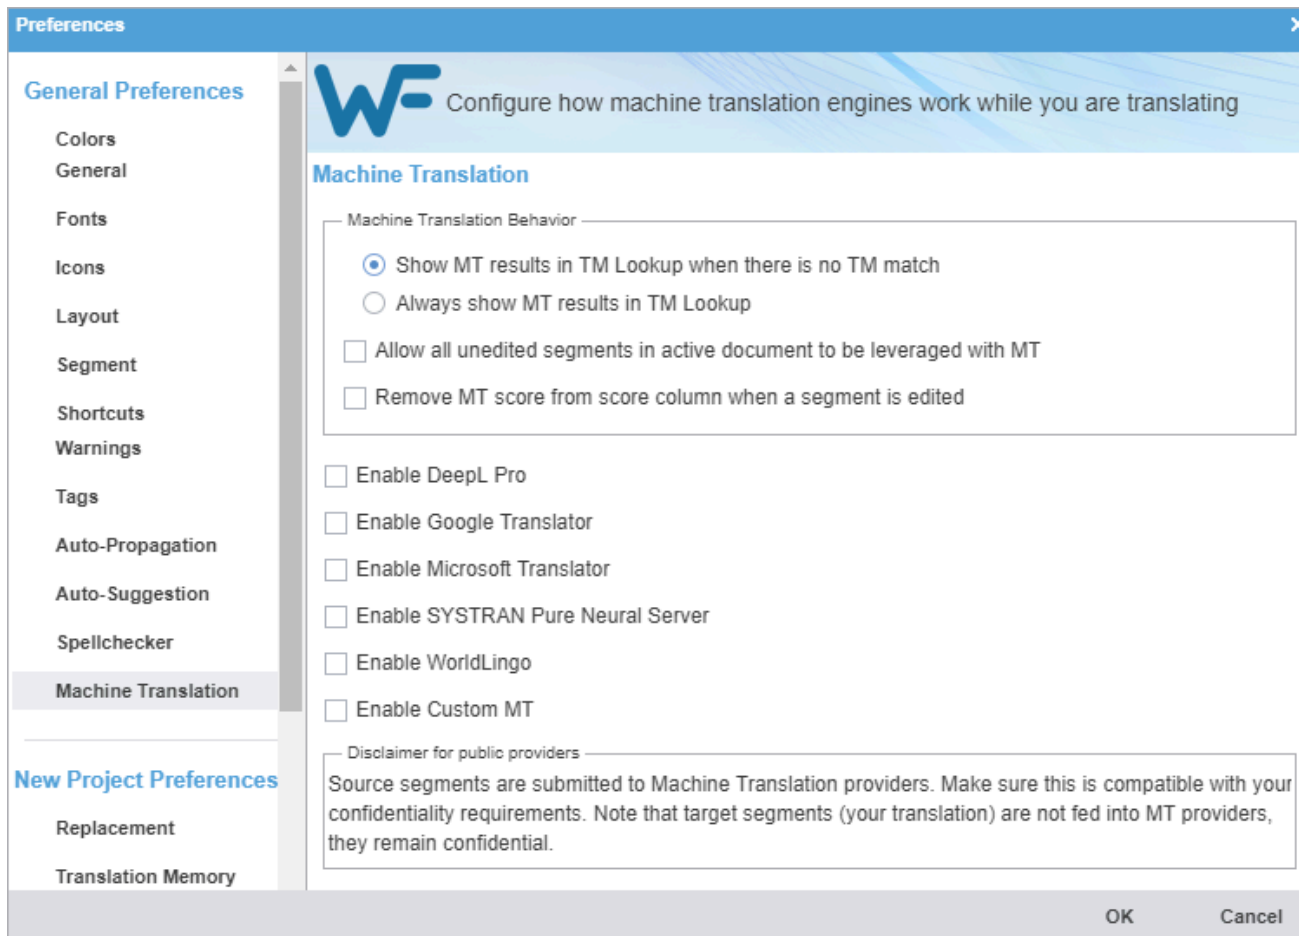 Preferences
General Preferences
Colors
General
Fonts
Icons
Layout
Segment
Shortcuts
Warnings
Tags
Auto-Propagation
Auto-Suggestion
Spellchecker
Machine Translation
New Project Preferences
Replacement
Translation Memory
WF
Configure how machine translation engines work while you are translating
Machine Translation
Machine Translation Behavior
Show MT results in TM Lookup when there is no TM match
Always show MT results in TM Lookup
Allow all unedited segments in active document to be leveraged with MT
Remove MT score from score column when a segment is edited
Enable DeepL Pro
Enable Google Translator
Enable Microsoft Translator
Enable SYSTRAN Pure Neural Server
Enable WorldLingo
Enable Custom MT
Disclaimer for public providers
Source segments are submitted to Machine Translation providers. Make sure this is compatible with your
confidentiality requirements. Note that target segments (your translation) are not fed into MT providers,
they remain confidential.
OK
Cancel